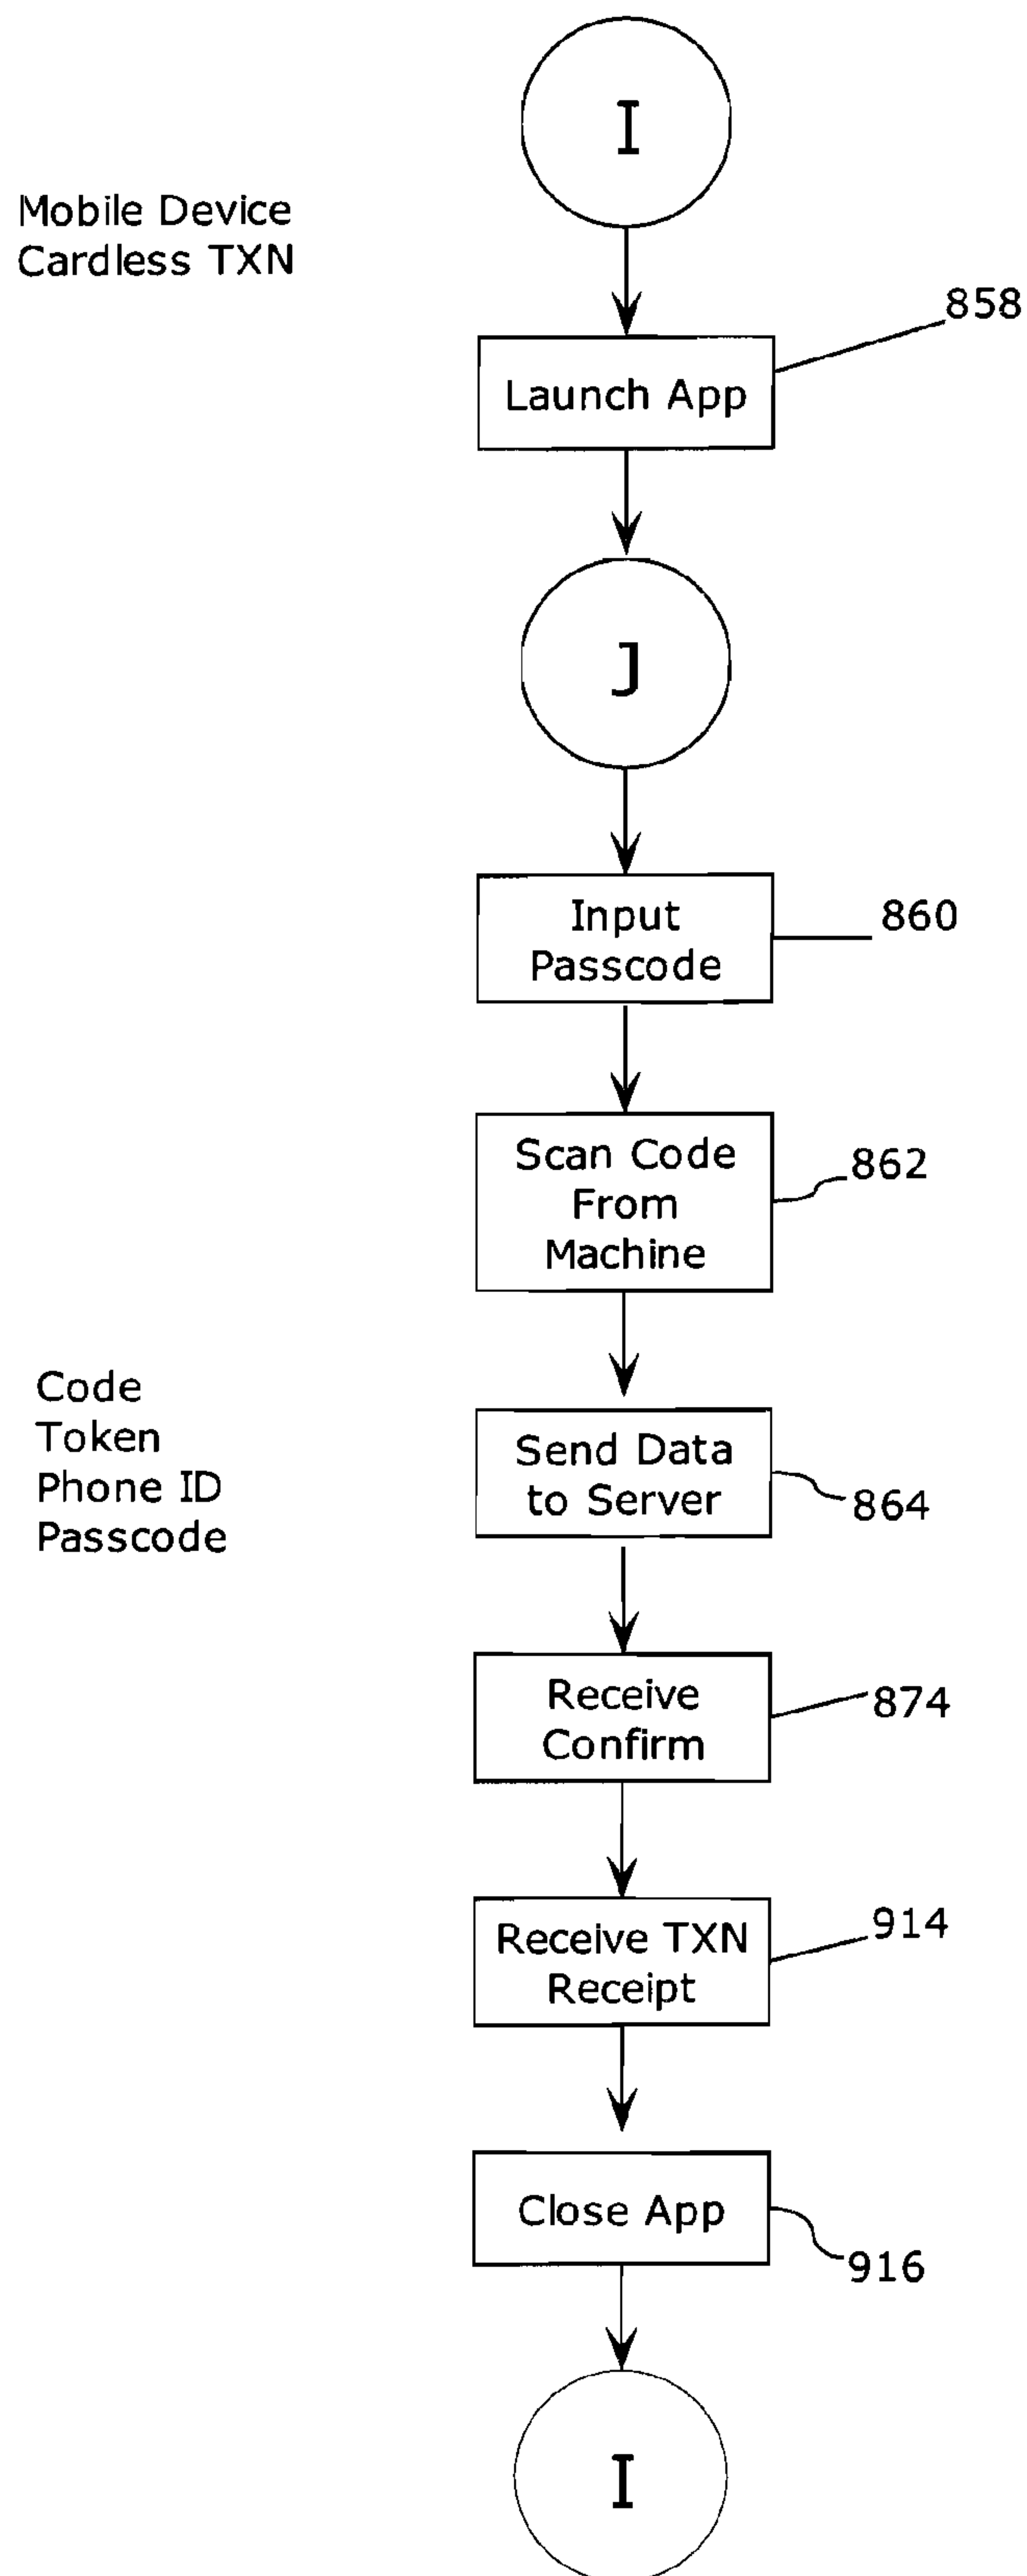 I
Mobile Device
Cardless TXN
858
Launch App
J
Input
Passcode
860
Scan Code
From
Machine
862
Code
Token
Phone ID
Passcode
Send Data
to Server
864
Receive
Confirm
874
Receive TXN
Receipt
914
Close App
916
I